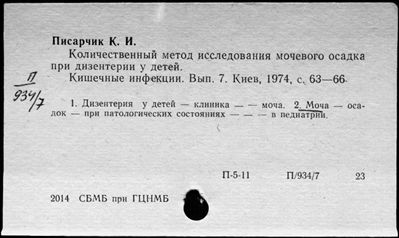 Писарчик К. И.
Количественный метод исследования мочевого осадка
при дизентерии у детей.
Кишечные инфекции. Вып. 7. Киев, 1974, с. 63—66
П
934/7
1. Дизентерия у детей — клиника — — моча. 2. Моча — оса-
док — при патологических состояниях — — — в педиатрии.
П-5-11 П/934/7 23
2014 СБМБ при ГЦНМБ